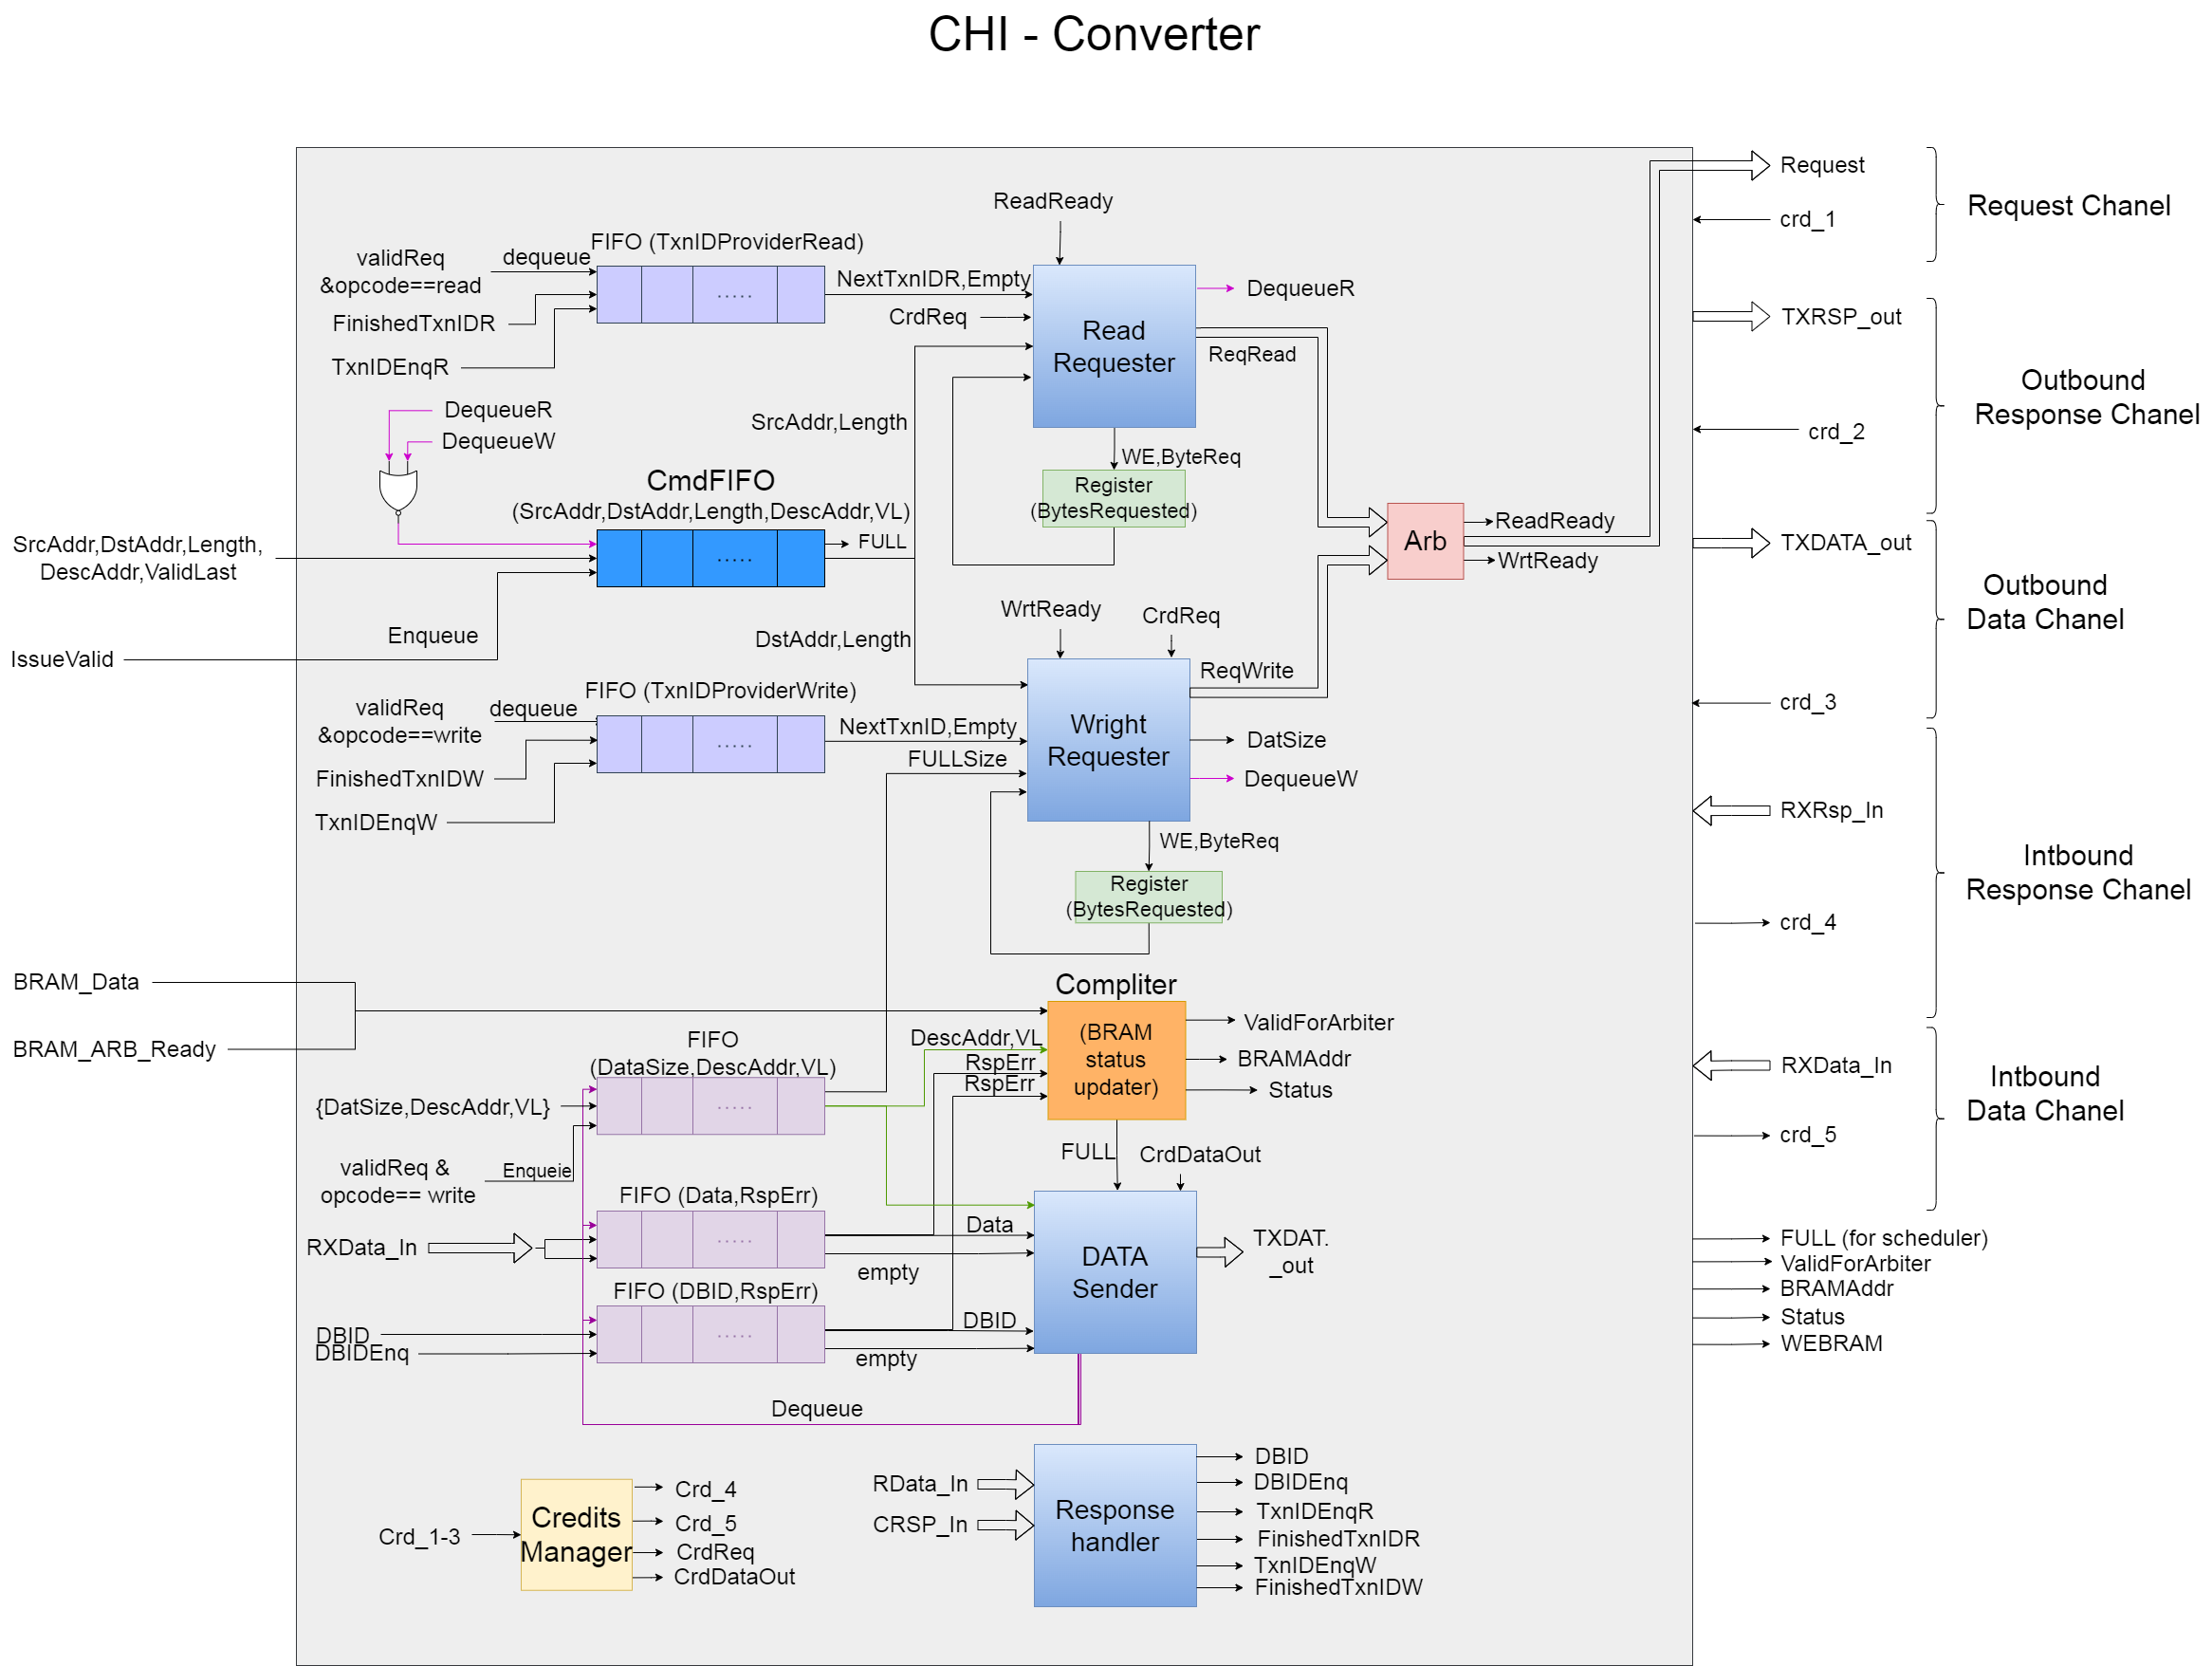 CHI - Converter
ReadReady
FIFO (TxnIDProviderRead)
validReq
&opcode==read
dequeue
FinishedTxnIDR
TxnIDEnqR
.....
NextTxnIDR,Empty
CrdReq
Read
Requester
DequeueR
ReqRead
SrcAddr,Length
WE,ByteReq
Register
(BytesRequested)
DequeueR
DequeueW
CmdFIFO
(SrcAddr,DstAddr,Length,DescAddr,VL)
.....
FULL
SrcAddr,DstAddr,Length,
DescAddr,ValidLast
Enqueue
IssueValid
Arb
ReadReady
WrtReady
DstAddr,Length
WrtReady
CrdReq
FIFO (TxnIDProviderWrite)
validReq
&opcode==write
dequeue
FinishedTxnIDW
TxnIDEnqW
.....
NextTxnID,Empty
FULLSize
Wright
Requester
ReqWrite
DatSize
DequeueW
WE,ByteReq
Register
(BytesRequested)
BRAM_Data
BRAM_ARB_Ready
Compliter
(BRAM
status
updater)
ValidForArbiter
BRAMAddr
Status
DescAddr,VL
RspErr
RspErr
FIFO
(DataSize,DescAddr,VL)
.....
{DatSize,DescAddr,VL}
validReq &
opcode== write
Enqueie
FULL
CrdDataOut
FIFO (Data,RspErr)
.....
RXData_In
Data
empty
FIFO (DBID,RspErr)
.....
DBID
DBIDEnq
DBID
empty
DATA
Sender
TXDAT.
_out
Dequeue
Crd_1-3
Credits
Manager
Crd_4
Crd_5
CrdReq
CrdDataOut
RData_In
CRSP_In
Response
handler
DBID
DBIDEnq
TxnIDEnqR
FinishedTxnIDR
TxnIDEnqW
FinishedTxnIDW
Request
crd_1
Request Chanel
TXRSP_out
crd_2
Outbound
Response Chanel
TXDATA_out
crd_3
Outbound
Data Channel
RXRsp_In
crd_4
Intbound
Response Chanel
RXData_In
crd_5
Intbound
Data Channel
FULL (for scheduler)
ValidForArbiter
BRAMAddr
Status
WEBRAM